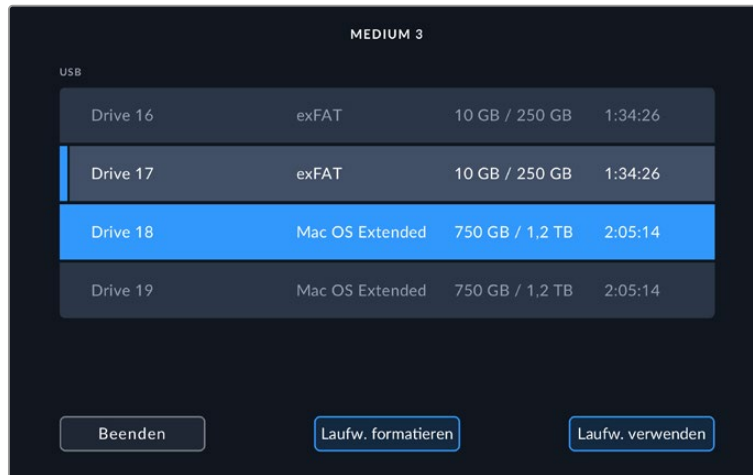 MEDIUM 3
USB
Drive 16 exFAT 10 GB / 250 GB 1:34:26
Drive 17 exFAT 10 GB / 250 GB 1:34:26
Drive 18 Mac OS Extended 750 GB / 1,2 TB 2:05:14
Drive 19 Mac OS Extended 750 GB / 1,2 TB 2:05:14
Beenden Laufw. formatieren Laufw. verwenden